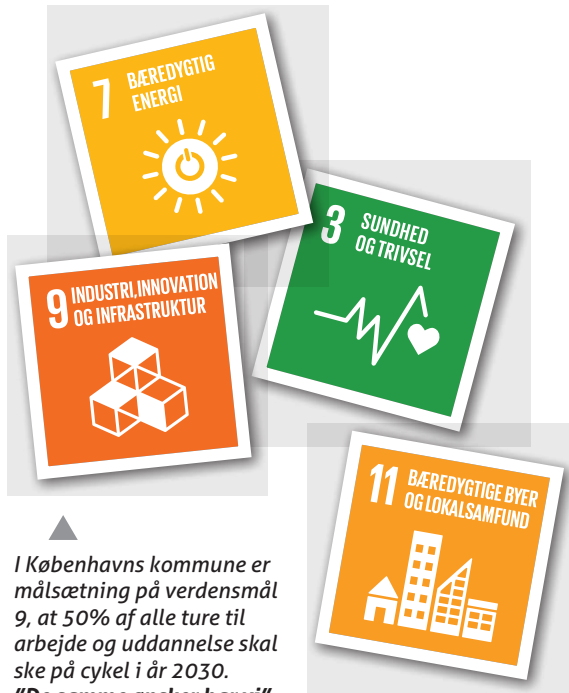 7 BÆREDYGTIG
ENERGI
3 SUNDHED
OG TRIVSEL
9 INDUSTRI,INNOVATION
OG INFRASTRUKTUR
11 BÆREDYGTIGE BYER
OG LOKALSAMFUND
I Københavns kommune er
målsætning på verdensmål
9, at 50% af alle ture til
arbejde og uddannelse skal
ske på cykel i år 2030.